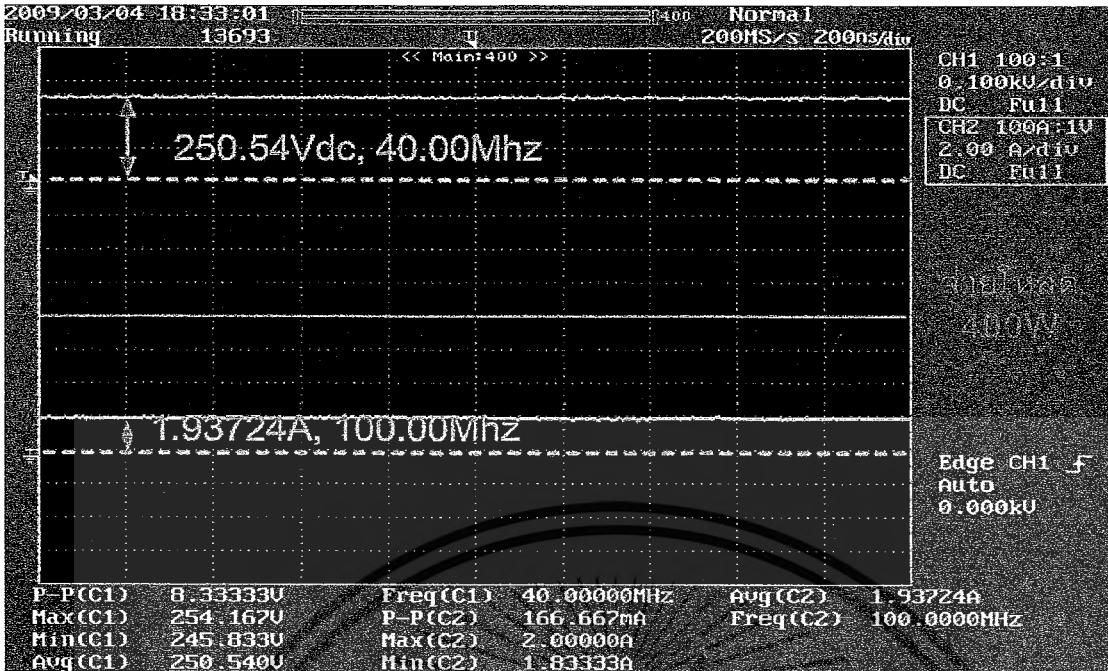 2009/03/04 18:33:01 400 Normal
Running 13693 200MS/s 200ns/div
<< Main:400 >>
CH1 100:1
0.100kV/div
DC Full
CH2 100A:1V
2.00 A/div
DC Full
250.54Vdc, 40.00Mhz
400W
1.93724A, 100.00Mhz
Edge CH1
Auto
0.000kV
P-P(C1) 8.33333V Freq(C1) 40.00000MHz Avg(C2) 1.93724A
Max(C1) 254.167V P-P(C2) 166.667mA Freq(C2) 100.0000MHz
Min(C1) 245.833V Max(C2) 2.00000A
Avg(C1) 250.540V Min(C2) 1.83333A